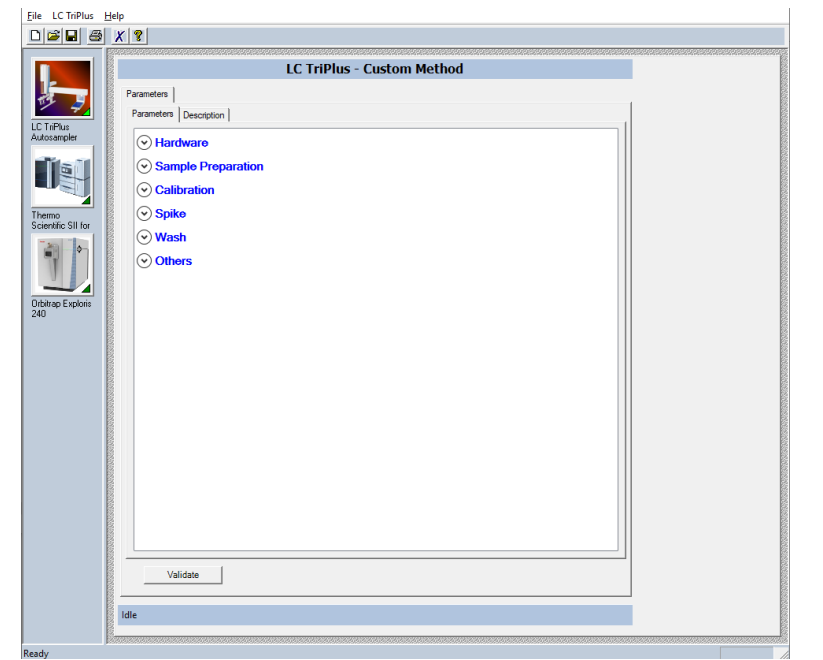 File LC TriPlus Help
LC TriPlus - Custom Method
LC TriPlus
Autosampler
Thermo
Scientific SII for
Orbitrap Exploris
240
Parameters
Parameters Description
Hardware
Sample Preparation
Calibration
Spike
Wash
Others
Validate
Idle
Ready